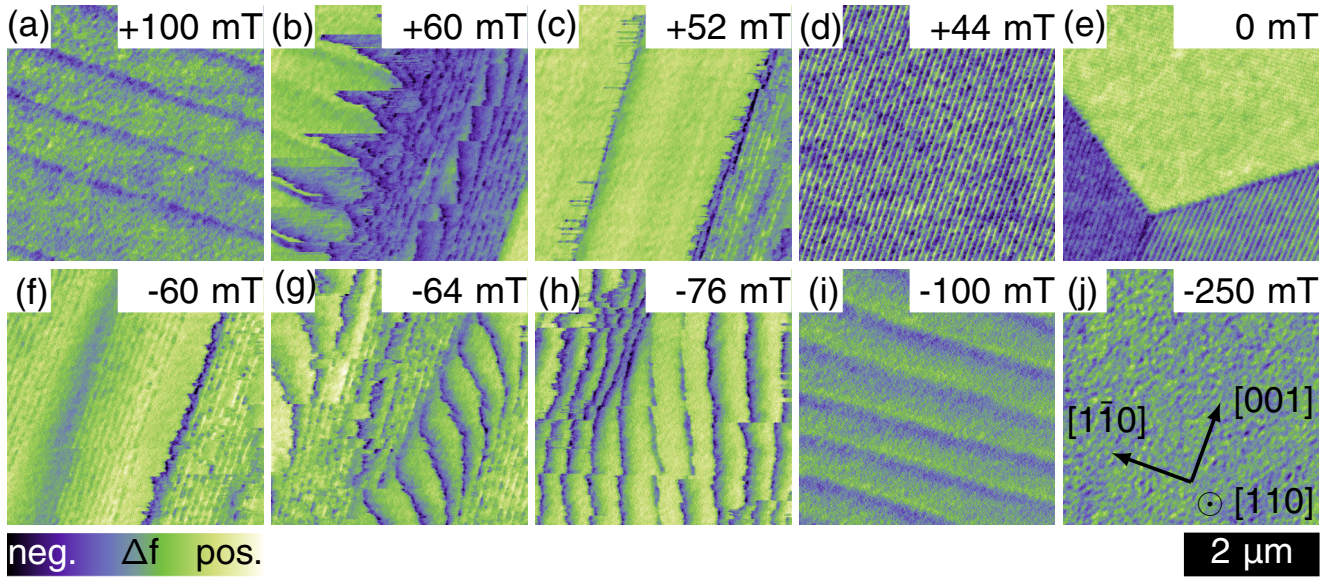 (a) +100 mT
(b) +60 mT
(c) +52 mT
(d) +44 mT
(e) 0 mT
(f) -60 mT
(g) -64 mT
(h) -76 mT
(i) -100 mT
(j) -250 mT
[11̄0]
[001]
[110]
neg. Δf pos.
2 μm